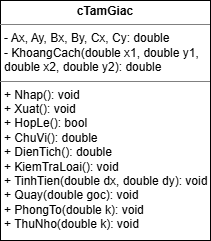 cTamGiac
- Ax, Ay, Bx, By, Cx, Cy: double
- KhoangCach(double x1, double y1,
double x2, double y2): double
+ Nhap(): void
+ Xuat(): void
+ HopLe(): bool
+ ChuVi(): double
+ DienTich(): double
+ KiemTraLoai(): void
+ TinhTien(double dx, double dy): void
+ Quay(double goc): void
+ PhongTo(double k): void
+ ThuNho(double k): void